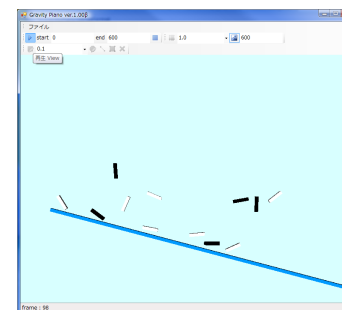 Gravity Piano ver.1.00β
ファイル
start 0 end 600 1.0 600
0.1
再生 View
frame : 98